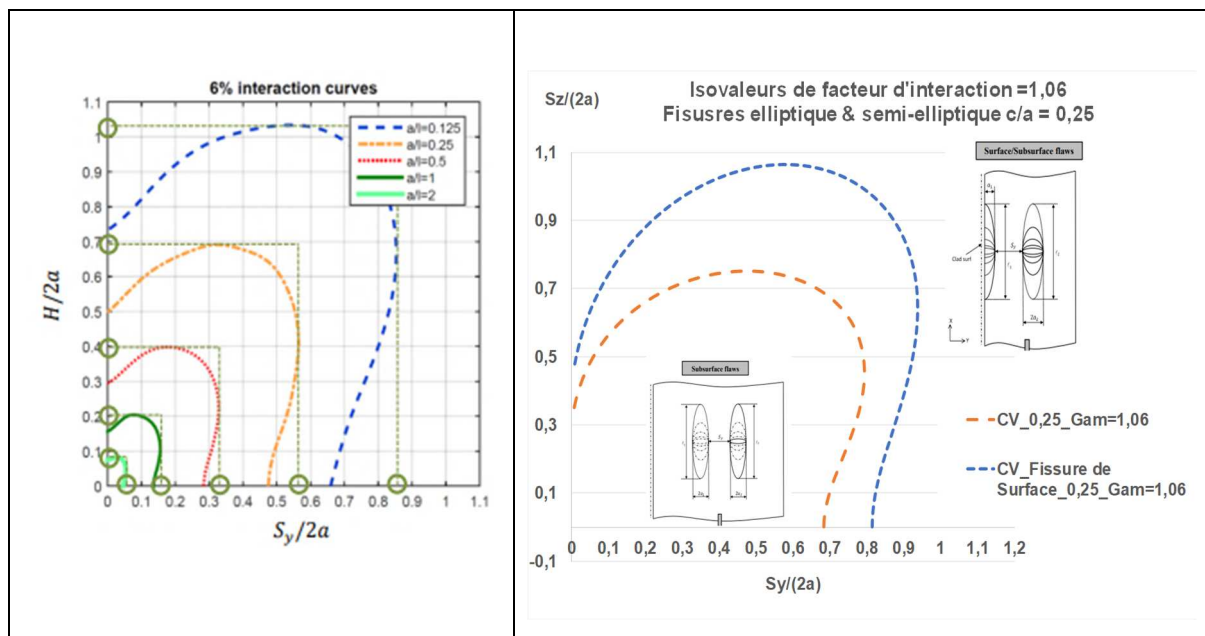 6% interaction curves
1.1
1
0.9
0.8
0.7
0.6
0.5
0.4
0.3
0.2
0.1
0
H/2a
a/l=0.125
a/l=0.25
a/l=0.5
a/l=1
a/l=2
0 0.1 0.2 0.3 0.4 0.5 0.6 0.7 0.8 0.9 1 1.1
Sy/2a
Isovaleurs de facteur d'interaction =1,06
Fisusres elliptique & semi-elliptique c/a = 0,25
Sz/(2a)
1,1
0,9
0,7
0,5
0,3
0,1
-0,1
0 0,1 0,2 0,3 0,4 0,5 0,6 0,7 0,8 0,9 1 1,1 1,2
Sy/(2a)
Surface/Subsurface flaws
Clad surf
X
Y
Subsurface flaws
CV_0,25_Gam=1,06
CV_Fissure de
Surface_0,25_Gam=1,06